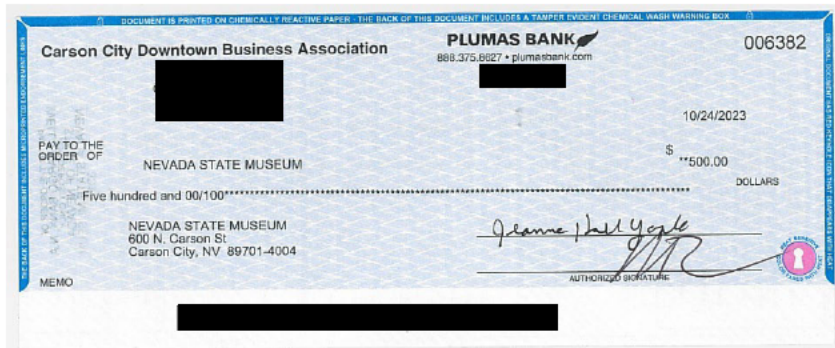 DOCUMENT IS PRINTED ON CHEMICALLY REACTIVE PAPER - THE BACK OF THIS DOCUMENT INCLUDES A TAMPER EVIDENT CHEMICAL WASH WARNING BOX
Carson City Downtown Business Association
PLUMAS BANK
888.375.8627 • plumasbank.com
006382
10/24/2023
PAY TO THE
ORDER OF
NEVADA STATE MUSEUM
$
**500.00
Five hundred and 00/100
DOLLARS
NEVADA STATE MUSEUM
600 N. Carson St
Carson City, NV 89701-4004
MEMO
AUTHORIZED SIGNATURE